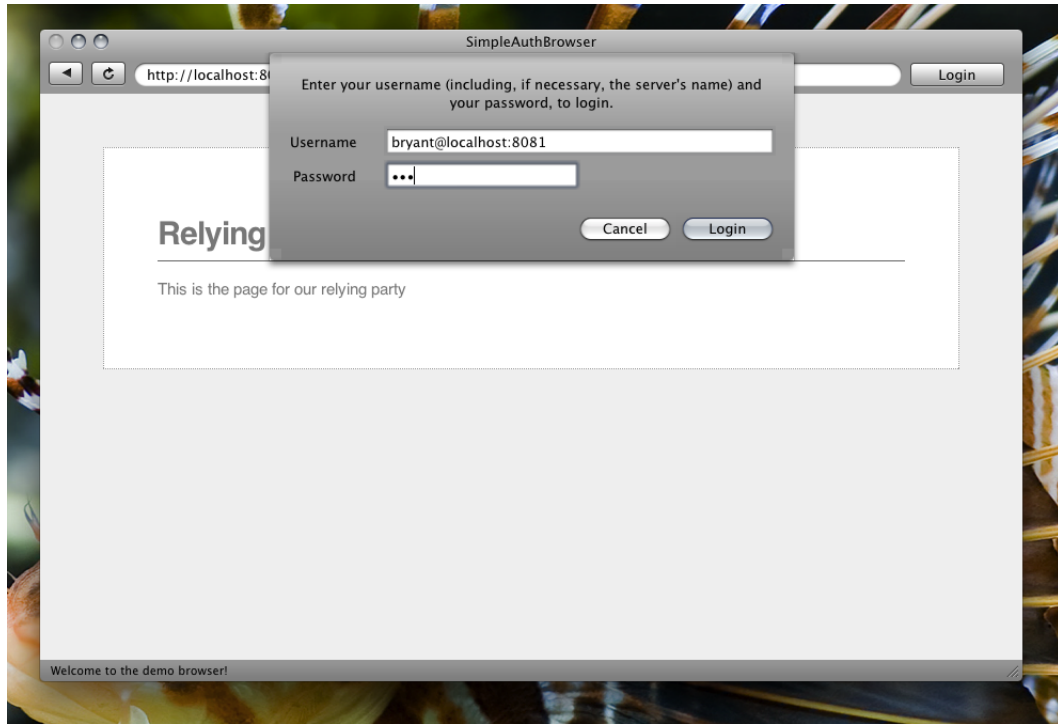 SimpleAuthBrowser
http://localhost:80
Login
Enter your username (including, if necessary, the server's name) and
your password, to login.
Username
bryant@localhost:8081
Password
•••
Cancel
Login
Relying
This is the page for our relying party
Welcome to the demo browser!